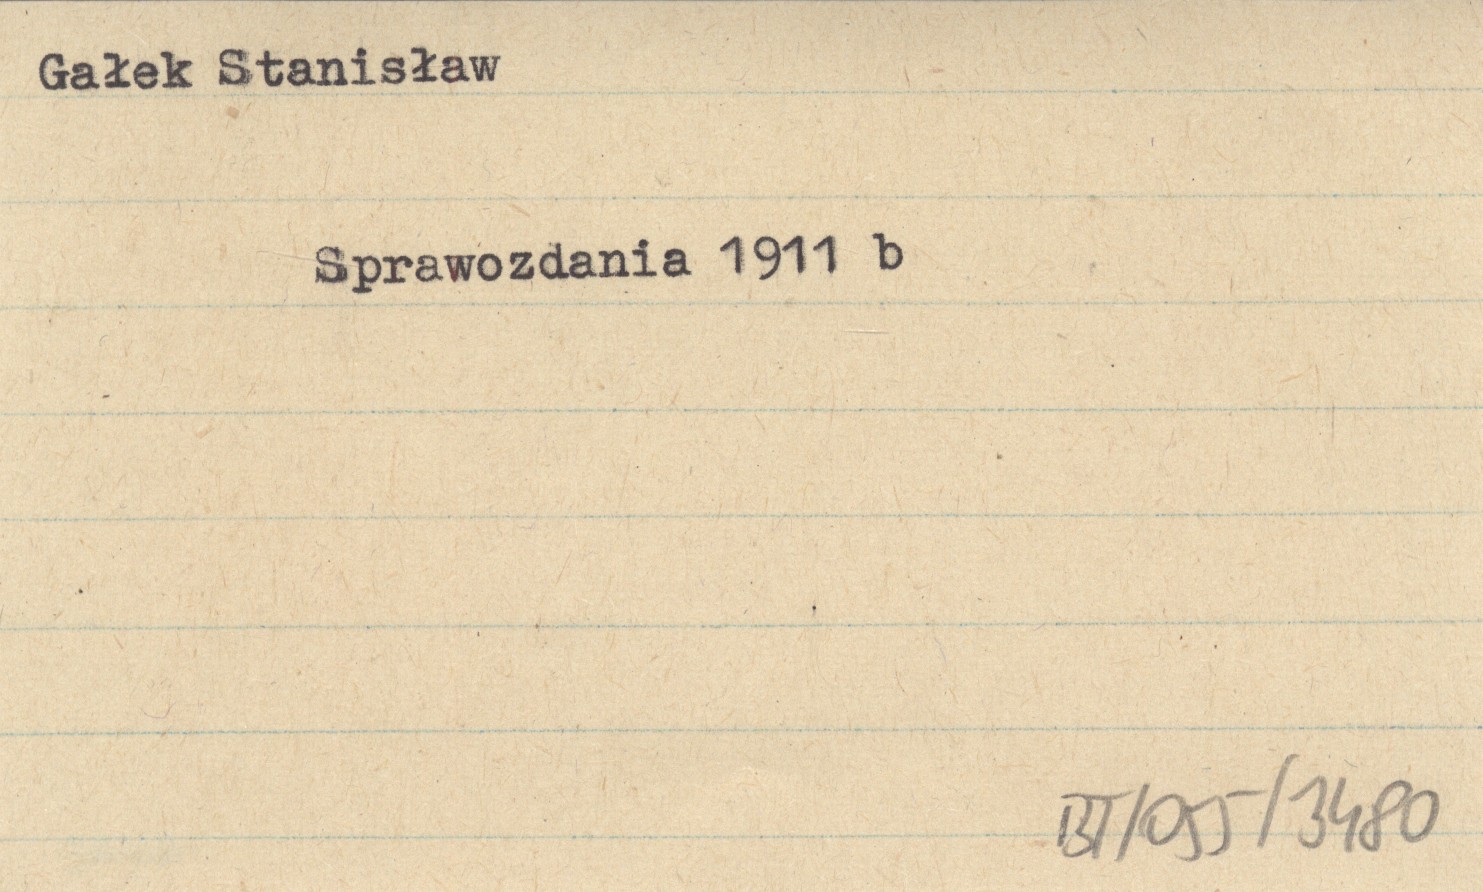 Gałek Stanisław
Sprawozdania 1911 b
BT/055/3480